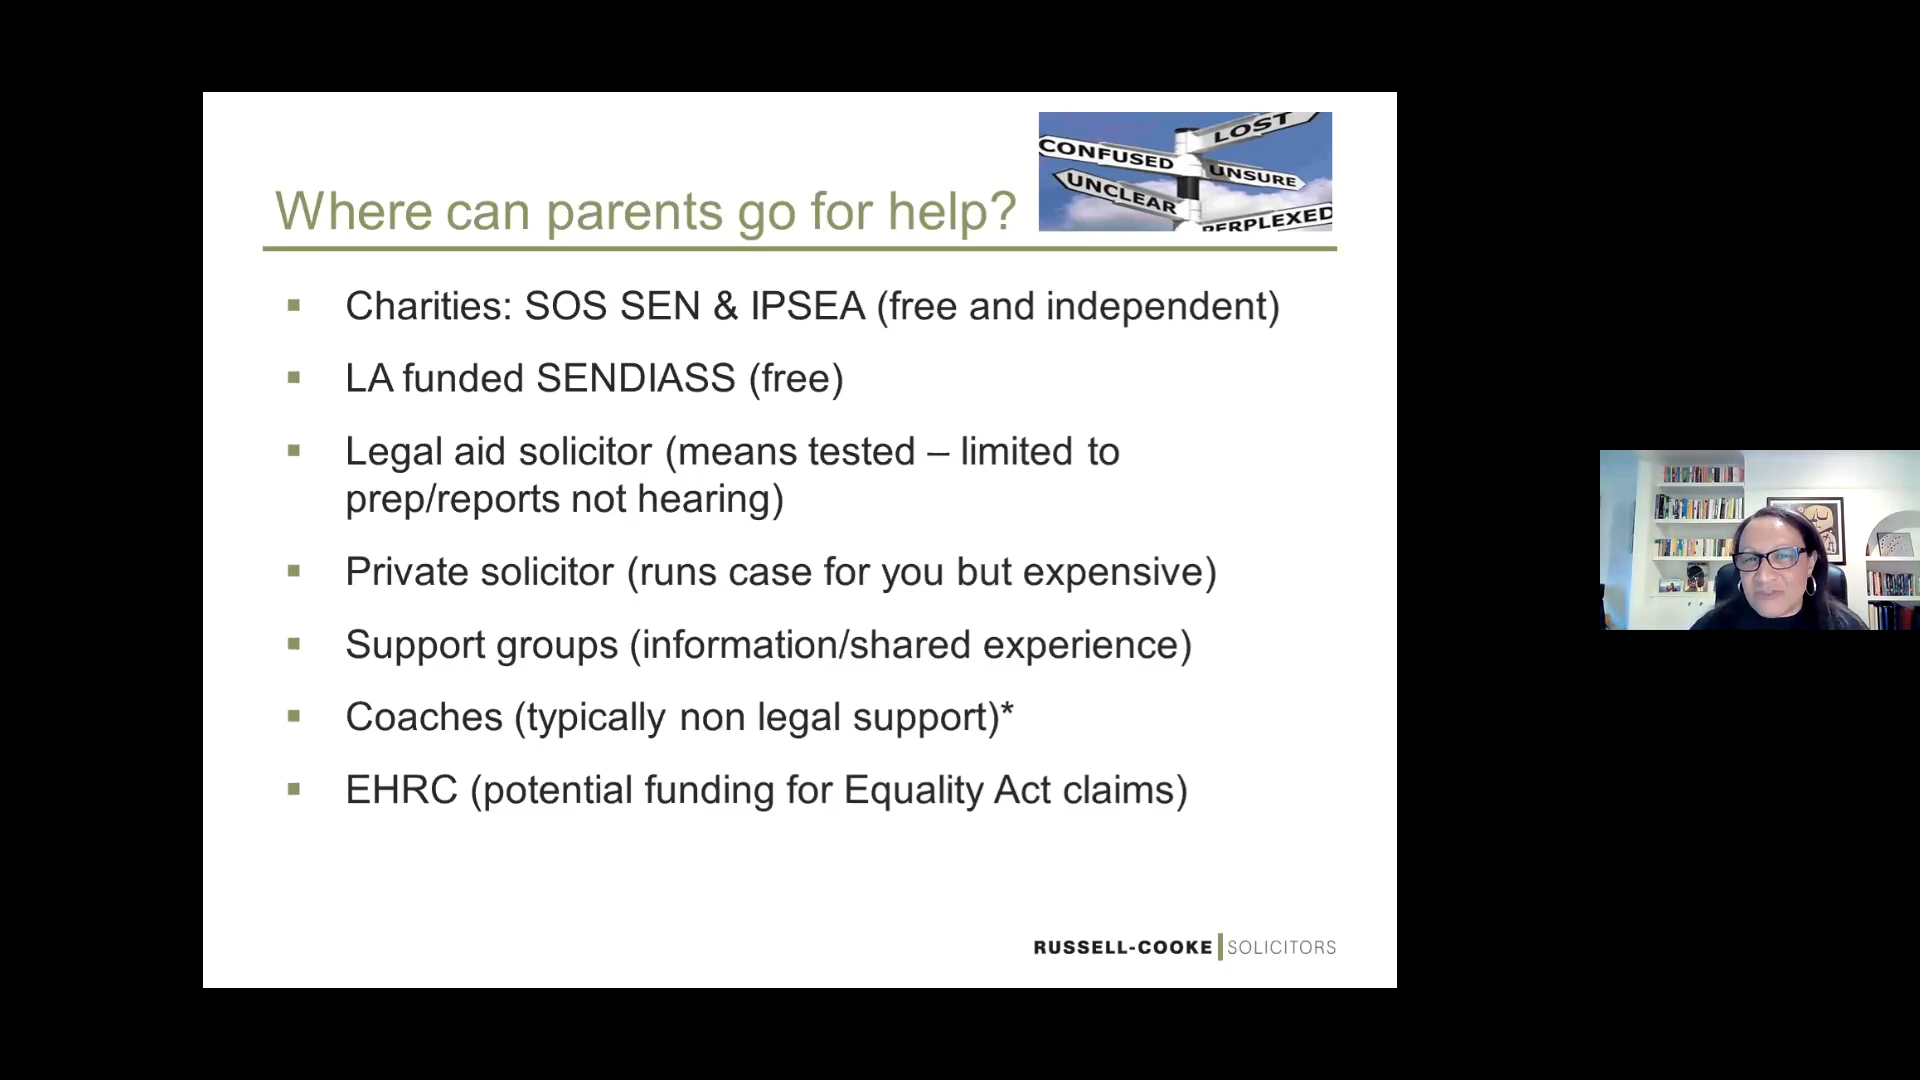 LOST
CONFUSED
UNSURE
UNCLEAR
PERPLEXED
Where can parents go for help?
▪ Charities: SOS SEN & IPSEA (free and independent)
▪ LA funded SENDIASS (free)
▪ Legal aid solicitor (means tested – limited to
prep/reports not hearing)
▪ Private solicitor (runs case for you but expensive)
▪ Support groups (information/shared experience)
▪ Coaches (typically non legal support)*
▪ EHRC (potential funding for Equality Act claims)
RUSSELL-COOKE | SOLICITORS